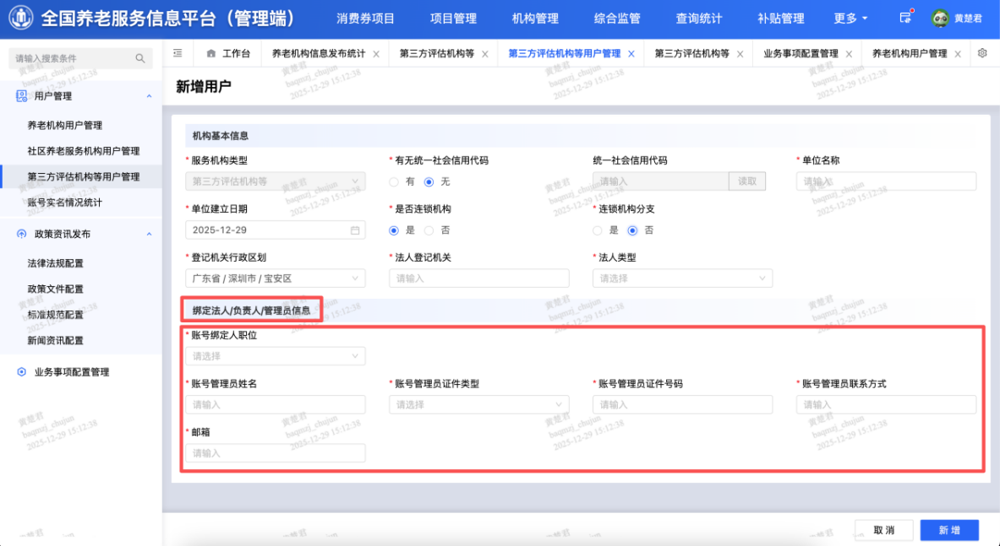 全国养老服务信息平台（管理端）
消费券项目 项目管理 机构管理 综合监管 查询统计 补贴管理 更多 黄楚君
请输入搜索条件
工作台 养老机构信息发布统计 第三方评估机构等 第三方评估机构等用户管理 第三方评估机构等 业务事项配置管理 养老机构用户管理
用户管理
养老机构用户管理
社区养老服务机构用户管理
第三方评估机构等用户管理
账号实名情况统计
政策资讯发布
法律法规配置
政策文件配置
标准规范配置
新闻资讯配置
业务事项配置管理
新增用户
机构基本信息
* 服务机构类型 * 有无统一社会信用代码 统一社会信用代码 * 单位名称
第三方评估机构等 有 无 请输入 读取 请输入
* 单位建立日期 * 是否连锁机构 * 连锁机构分支
2025-12-29 是 否 是 否
* 登记机关行政区划 * 法人登记机关 * 法人类型
广东省 / 深圳市 / 宝安区 请输入 请选择
绑定法人/负责人/管理员信息
* 账号绑定人职位
请选择
* 账号管理员姓名 * 账号管理员证件类型 * 账号管理员证件号码 * 账号管理员联系方式
请输入 请选择 请输入 请输入
* 邮箱
请输入
取消 新增
黄楚君
baqmzj_chujun
2025-12-29 15:12:38